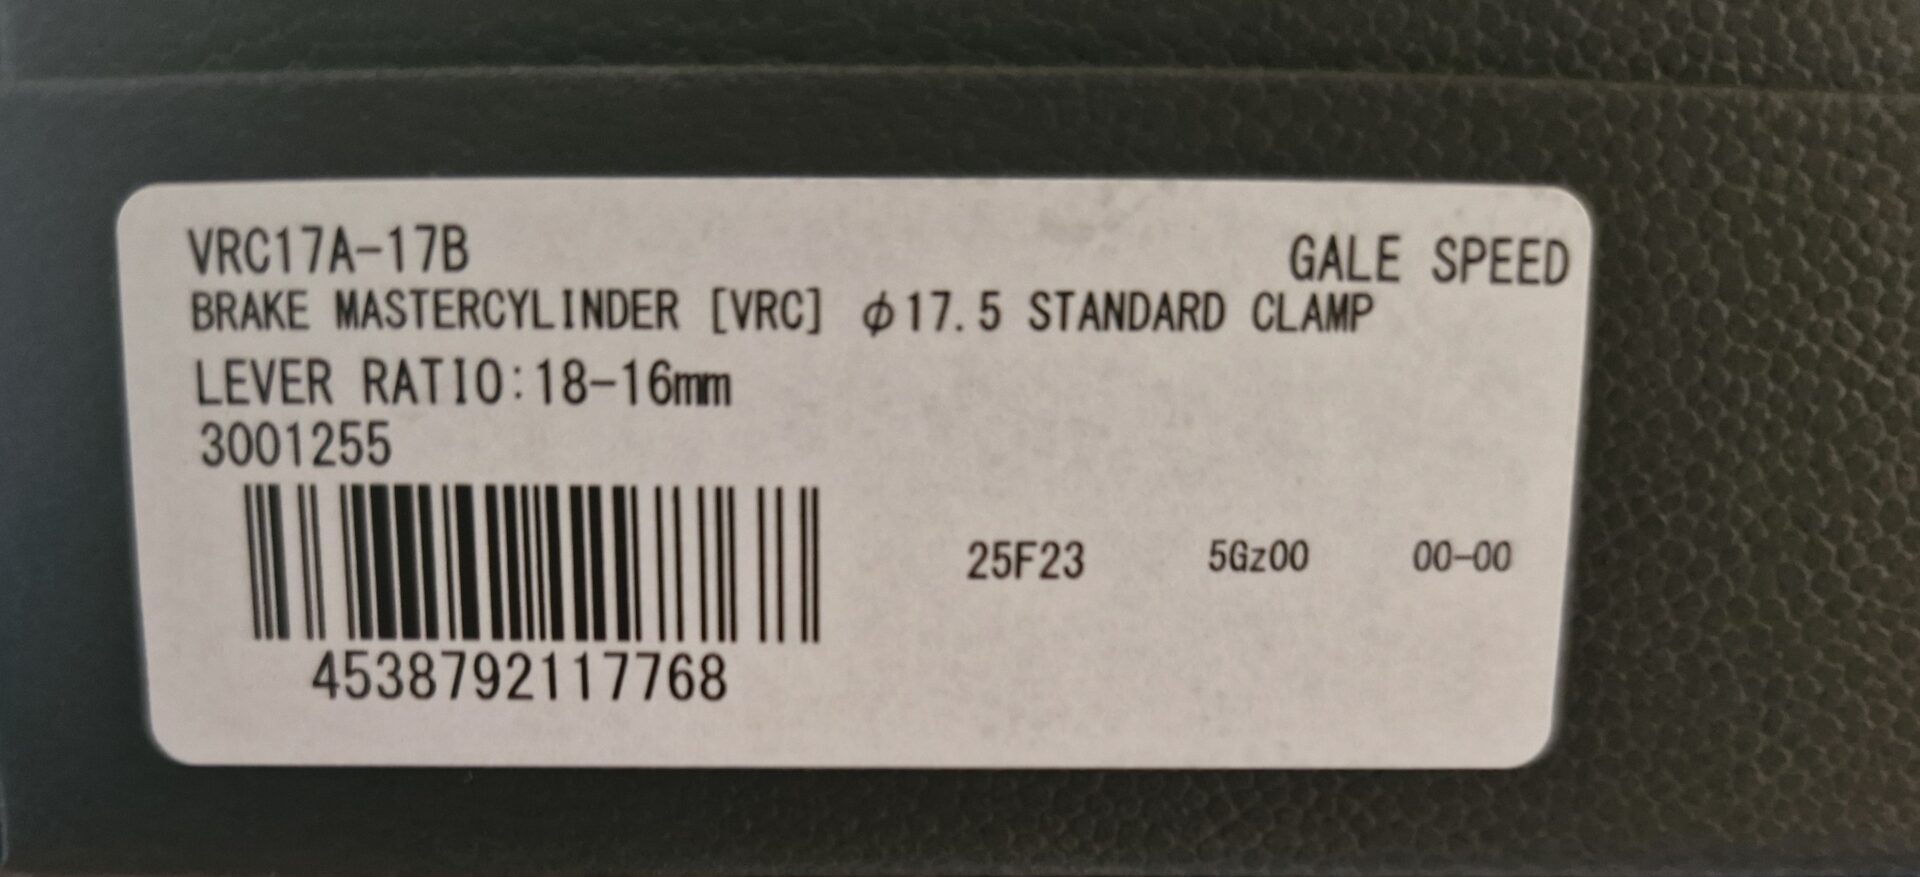 VRC17A-17B
GALE SPEED
BRAKE MASTERCYLINDER [VRC] φ17.5 STANDARD CLAMP
LEVER RATIO:18-16mm
3001255
25F23 5Gz00 00-00
4538792117768